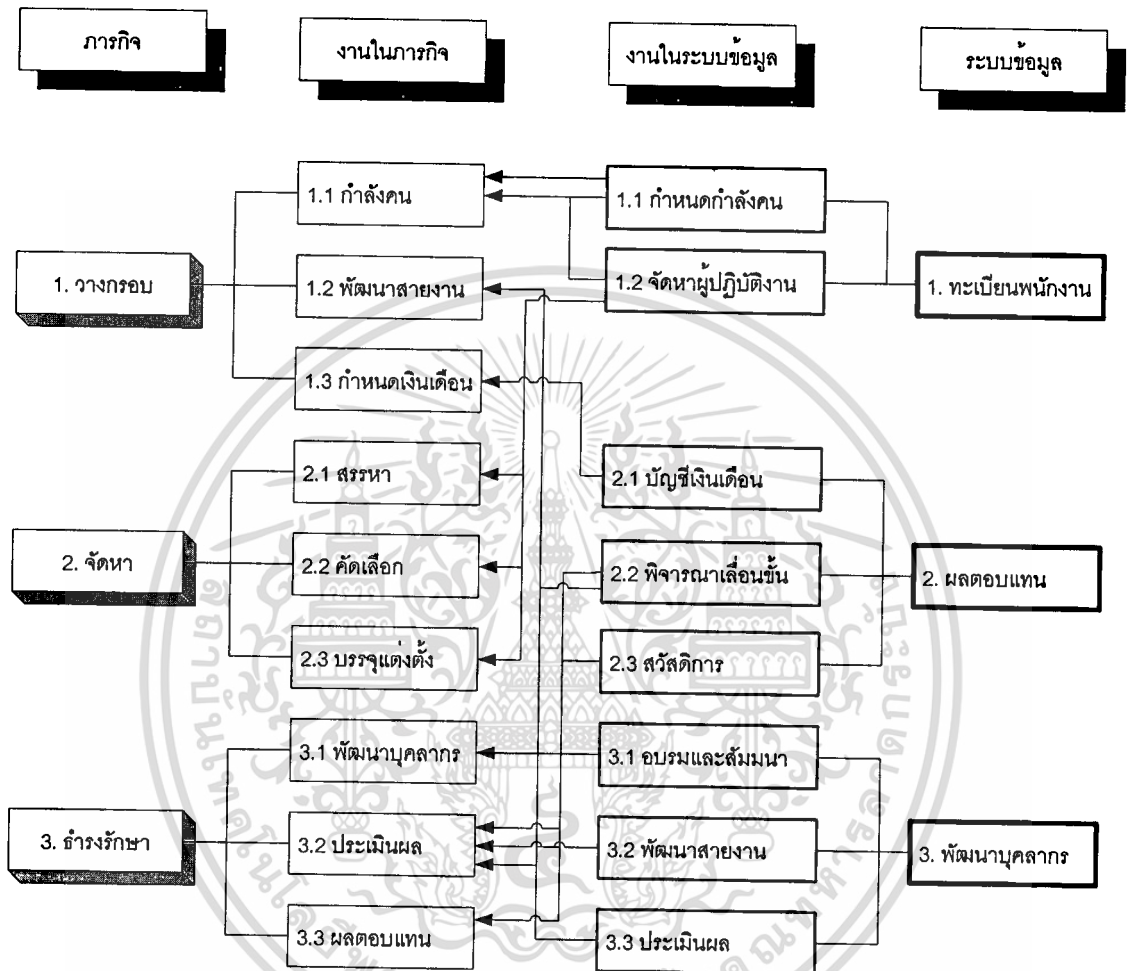 ภารกิจ
งานในภารกิจ
งานในระบบข้อมูล
ระบบข้อมูล
1.1 กำลังคน
1.1 กำหนดกำลังคน
1. วางกรอบ
1.2 พัฒนาสายงาน
1.2 จัดหาผู้ปฏิบัติงาน
1. ทะเบียนพนักงาน
1.3 กำหนดเงินเดือน
2.1 สรรหา
2.1 บัญชีเงินเดือน
2. จัดหา
2.2 คัดเลือก
2.2 พิจารณาเลื่อนขั้น
2. ผลตอบแทน
2.3 บรรจุแต่งตั้ง
2.3 สวัสดิการ
3.1 พัฒนาบุคลากร
3.1 อบรมและสัมมนา
3. ธำรงรักษา
3.2 ประเมินผล
3.2 พัฒนาสายงาน
3. พัฒนาบุคลากร
3.3 ผลตอบแทน
3.3 ประเมินผล